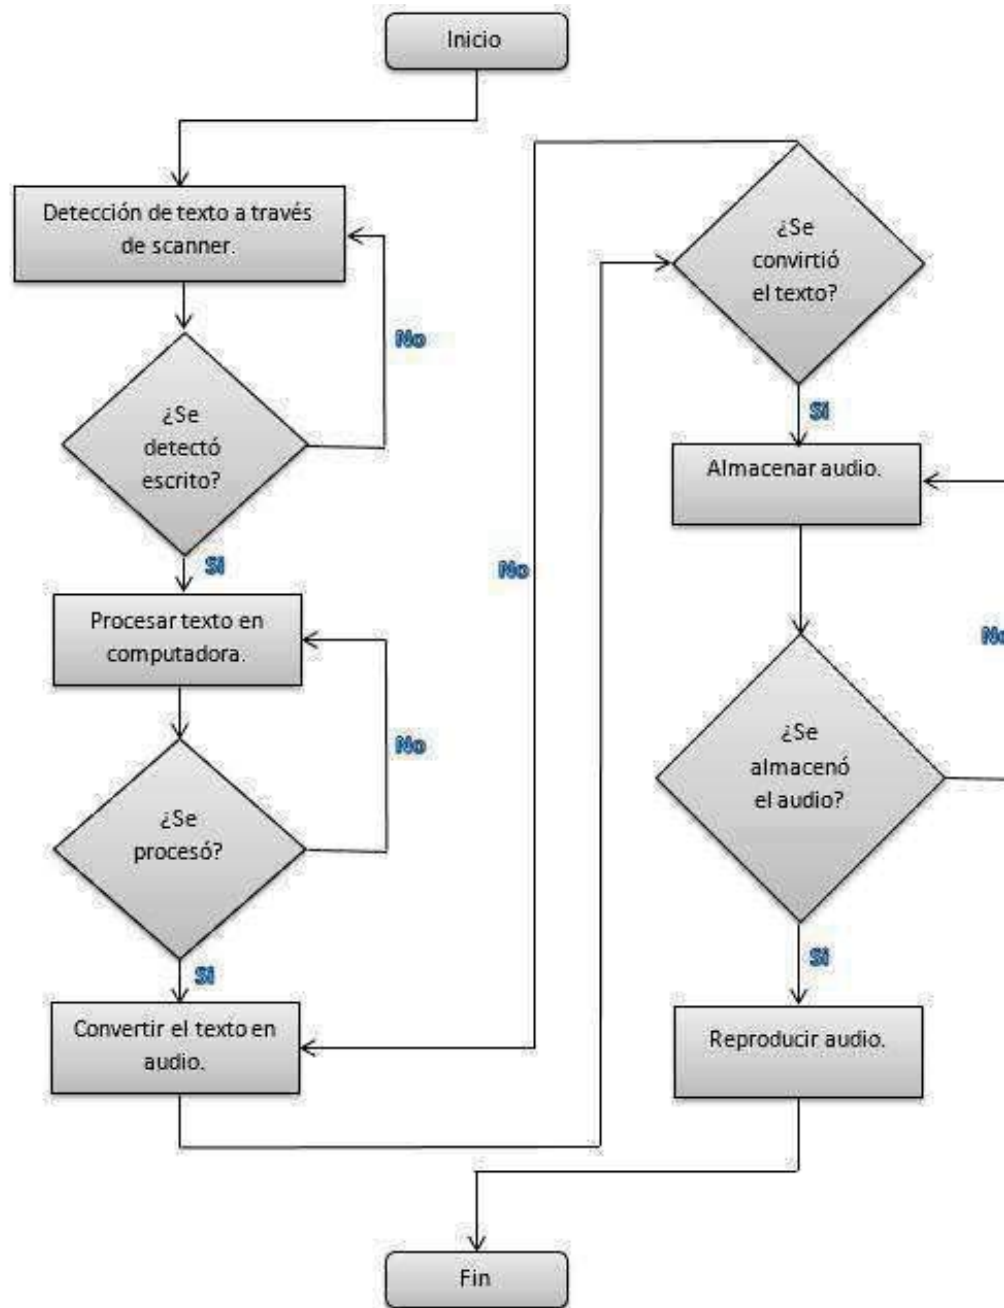 Inicio
Detección de texto a través
de scanner.
No
¿Se
detectó
escrito?
Si
Procesar texto en
computadora.
No
¿Se
procesó?
Si
Convertir el texto en
audio.
No
¿Se
convirtió
el texto?
Si
Almacenar audio.
No
¿Se
almacenó
el audio?
Si
Reproducir audio.
Fin